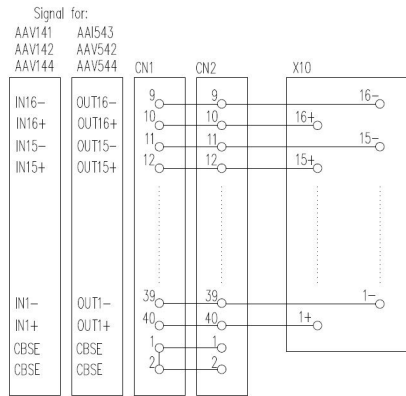 Signal for:
AAV141 AAI543
AAV142 AAV542
AAV144 AAV544 CN1 CN2 X10
IN16− OUT16− 9 9 16−
IN16+ OUT16+ 10 10 16+
IN15− OUT15− 11 11 15−
IN15+ OUT15+ 12 12 15+
IN1− OUT1− 39 39 1−
IN1+ OUT1+ 40 40 1+
CBSE CBSE 1 1
CBSE CBSE 2 2